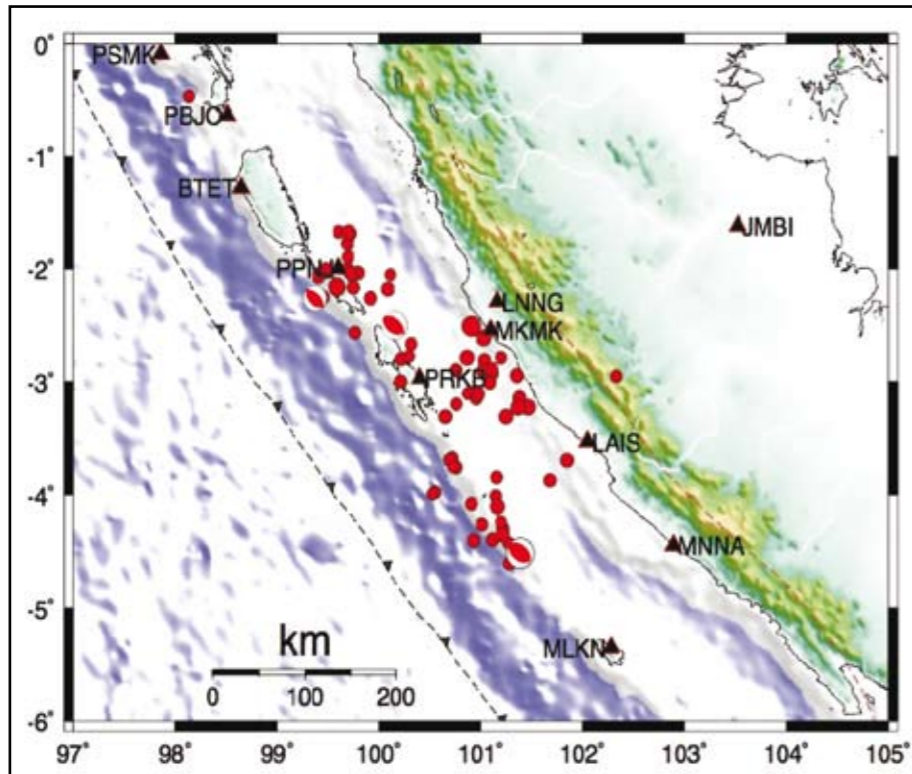 0˚
-1˚
-2˚
-3˚
-4˚
-5˚
-6˚
PSMK
PBJO
BTET
JMBI
PPNJ
LNNG
MKMK
PRKB
LAIS
MNNA
MLKN
km
0 100 200
97˚ 98˚ 99˚ 100˚ 101˚ 102˚ 103˚ 104˚ 105˚